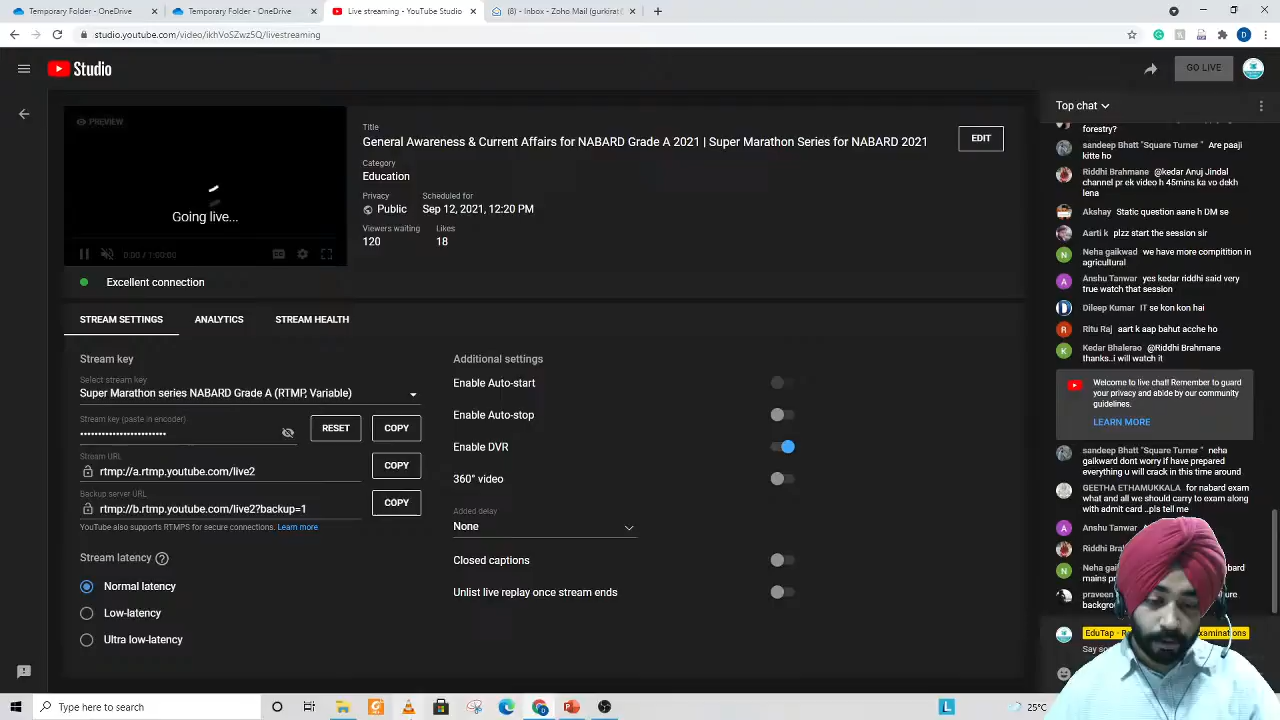 Temporary Folder - OneDrive
Temporary Folder - OneDrive
Live streaming - YouTube Studio
(8) - Inbox - Zoho Mail (gurkirat
studio.youtube.com/video/ikhVoSZwzSQ/livestreaming
Studio
GO LIVE
PREVIEW
Going live...
0:00 / 1:00:00
Excellent connection
Title
General Awareness & Current Affairs for NABARD Grade A 2021 | Super Marathon Series for NABARD 2021
EDIT
Category
Education
Privacy
Public
Scheduled for
Sep 12, 2021, 12:20 PM
Viewers waiting
120
Likes
18
STREAM SETTINGS
ANALYTICS
STREAM HEALTH
Stream key
Select stream key
Super Marathon series NABARD Grade A (RTMP, Variable)
Stream key (paste in encoder)
RESET
COPY
Stream URL
rtmp://a.rtmp.youtube.com/live2
COPY
Backup server URL
rtmp://b.rtmp.youtube.com/live2?backup=1
COPY
YouTube also supports RTMPS for secure connections. Learn more
Stream latency
Normal latency
Low-latency
Ultra low-latency
Additional settings
Enable Auto-start
Enable Auto-stop
Enable DVR
360° video
Added delay
None
Closed captions
Unlist live replay once stream ends
Top chat
forestry?
sandeep Bhatt "Square Turner " Are paaji
kitte ho
Riddhi Brahmane @kedar Anuj Jindal
channel pr ek video h 45mins ka vo dekh
lena
Akshay Static question aane h DM se
Aarti k plzz start the session sir
Neha gaikwad we have more compitition in
agricultural
Anshu Tanwar yes kedar riddhi said very
true watch that session
Dileep Kumar IT se kon kon hai
Ritu Raj aart k aap bahut acche ho
Kedar Bhalerao @Riddhi Brahmane
thanks..i will watch it
Welcome to live chat! Remember to guard
your privacy and abide by our community
guidelines.
LEARN MORE
sandeep Bhatt "Square Turner " neha
gaikward dont worry if have prepared
everything u will crack in this time around
GEETHA ETHAMUKKALA for nabard exam
what and all we should carry to exam along
with admit card ..pls tell me
Anshu Tanwar
Riddhi
Neha
mains
praveen
backgro
EduTap -
Say
Type here to search
25°C